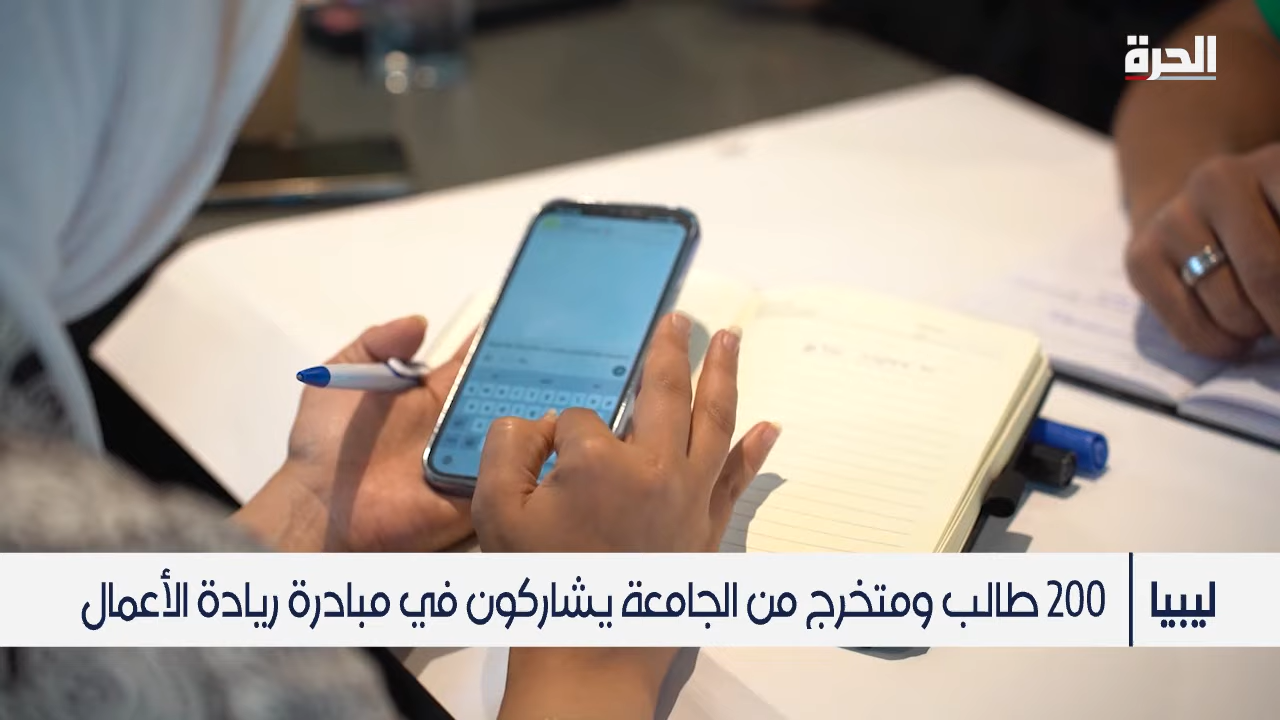 الحرة
ليبيا
200 طالب ومتخرج من الجامعة يشاركون في مبادرة ريادة الأعمال